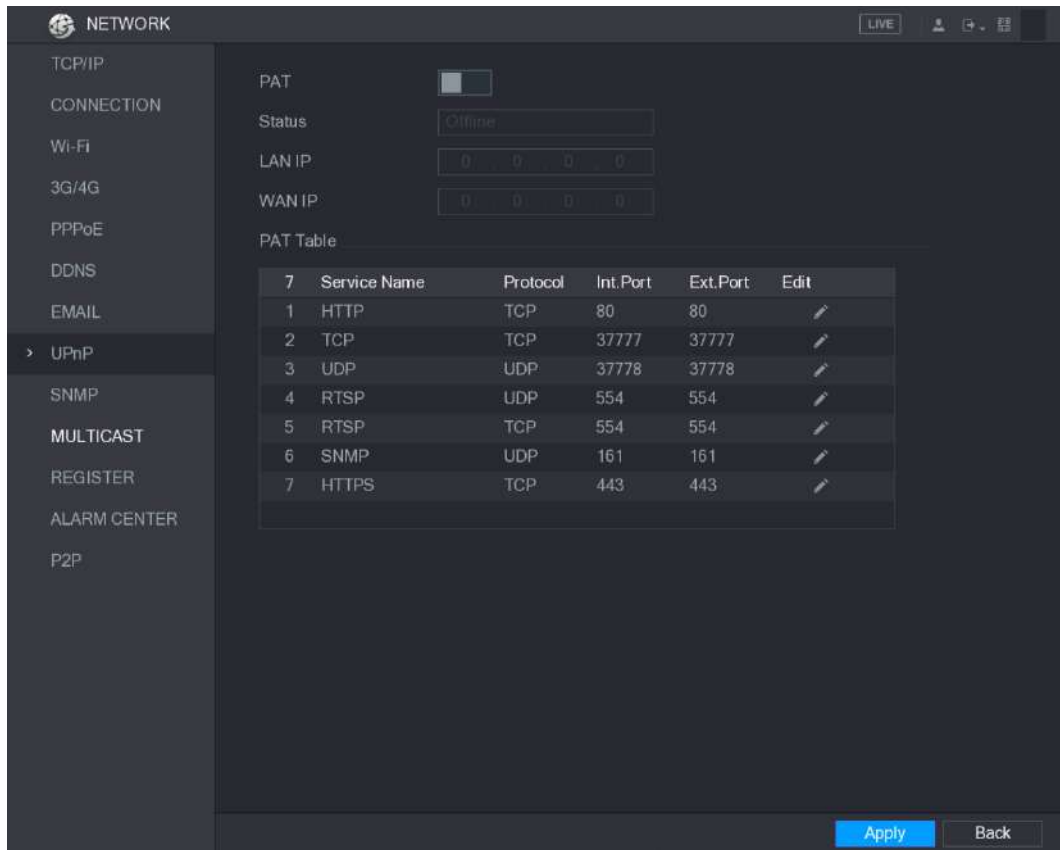 NETWORK LIVE
TCP/IP
CONNECTION
Wi-Fi
3G/4G
PPPoE
DDNS
EMAIL
> UPnP
SNMP
MULTICAST
REGISTER
ALARM CENTER
P2P
PAT
Status Offline
LAN IP 0 . 0 . 0 . 0
WAN IP 0 . 0 . 0 . 0
PAT Table
7 Service Name Protocol Int.Port Ext.Port Edit
1 HTTP TCP 80 80
2 TCP TCP 37777 37777
3 UDP UDP 37778 37778
4 RTSP UDP 554 554
5 RTSP TCP 554 554
6 SNMP UDP 161 161
7 HTTPS TCP 443 443
Apply Back